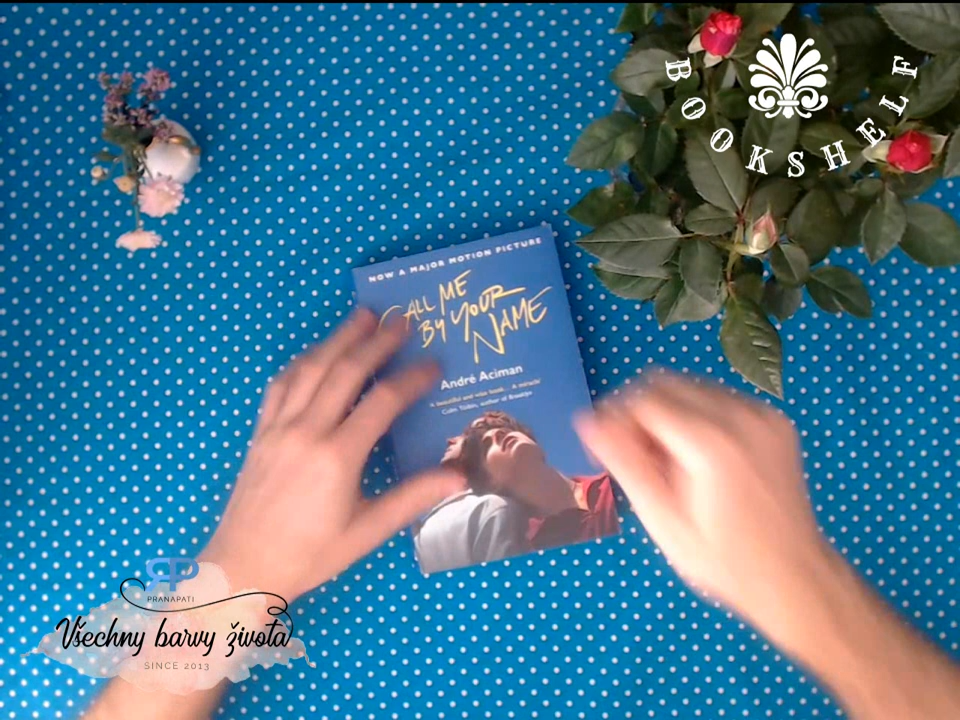 BOOKSHELF
NOW A MAJOR MOTION PICTURE
CALL ME
BY YOUR
NAME
André Aciman
'A beautiful and wise book... A miracle'
Colm Tóibín, author of Brooklyn
RP
PRANAPATI
Všechny barvy života
SINCE 2013